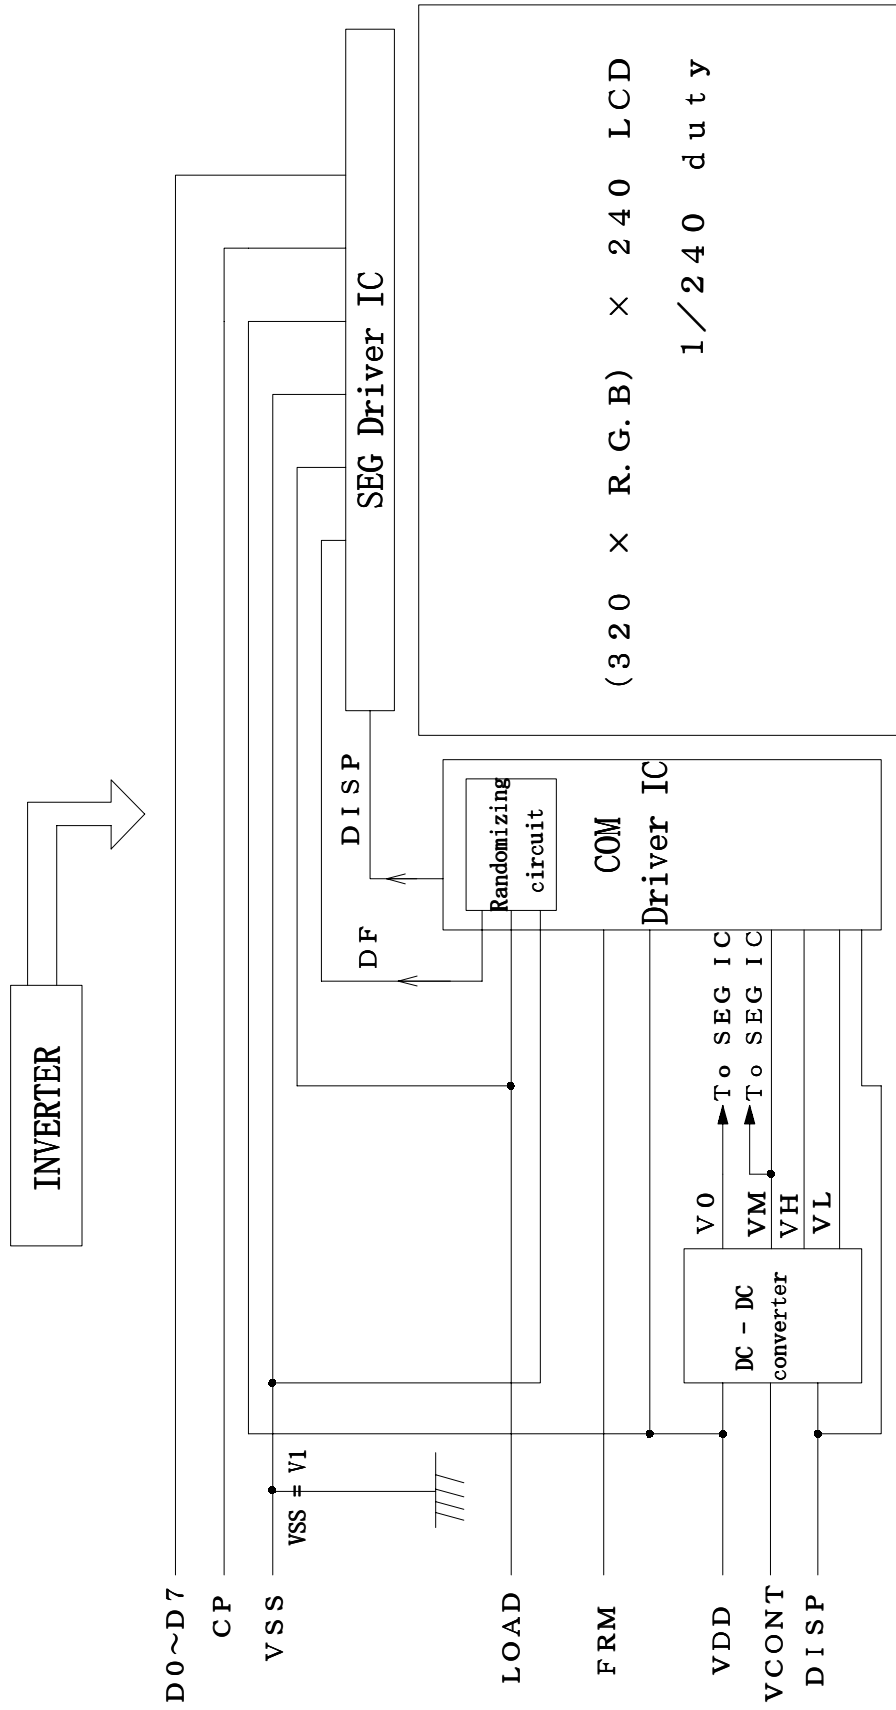 INVERTER
D0～D7
CP
VSS
VSS = V1
LOAD
FRM
VDD
VCONT
DISP
DC - DC
converter
V0
VM
VH
VL
To SEG IC
To SEG IC
DF
DISP
Randomizing
circuit
COM
Driver IC
SEG Driver IC
(320 × R.G.B) × 240 LCD
1/240 duty